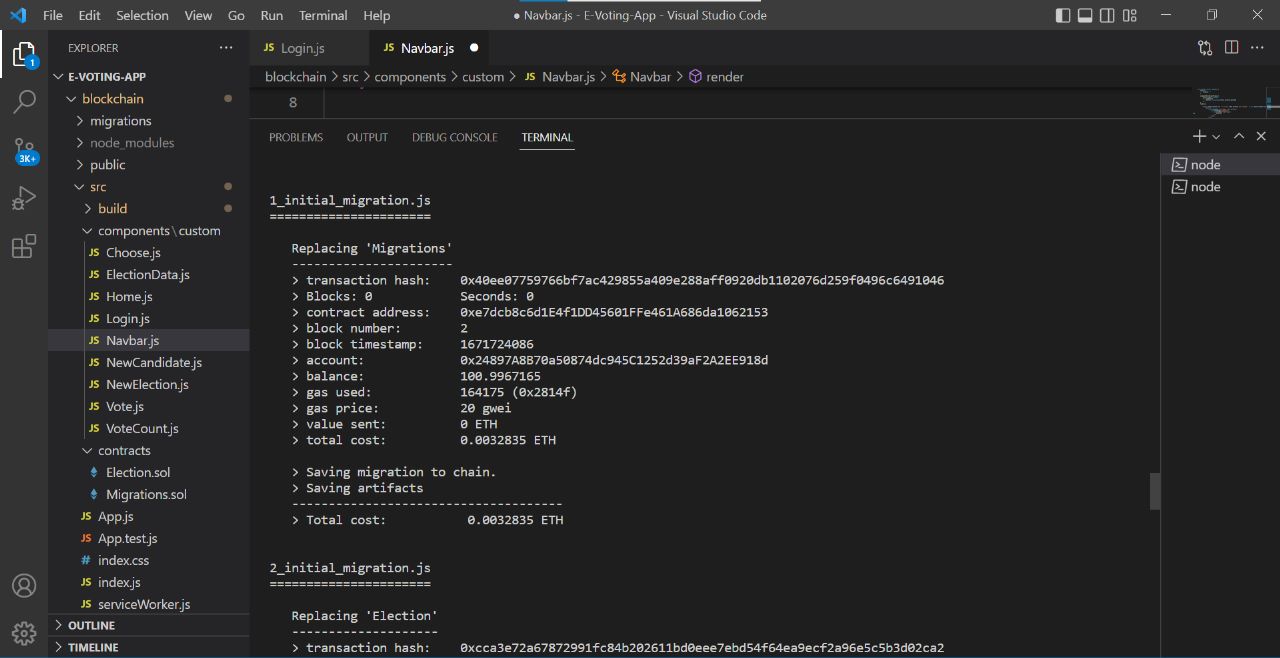 File Edit Selection View Go Run Terminal Help ● Navbar.js - E-Voting-App - Visual Studio Code
EXPLORER ···
E-VOTING-APP
blockchain
migrations
node_modules
public
src
build
components\custom
JS Choose.js
JS ElectionData.js
JS Home.js
JS Login.js
JS Navbar.js
JS NewCandidate.js
JS NewElection.js
JS Vote.js
JS VoteCount.js
contracts
Election.sol
Migrations.sol
JS App.js
JS App.test.js
# index.css
JS index.js
JS serviceWorker.js
OUTLINE
TIMELINE
1
3K+
JS Login.js JS Navbar.js ●
blockchain > src > components > custom > JS Navbar.js > Navbar > render
8
PROBLEMS OUTPUT DEBUG CONSOLE TERMINAL
node
node
1_initial_migration.js
======================
Replacing 'Migrations'
----------------------
> transaction hash: 0x40ee07759766bf7ac429855a409e288aff0920db1102076d259f0496c6491046
> Blocks: 0 Seconds: 0
> contract address: 0xe7dcb8c6d1E4f1DD45601FFe461A686da1062153
> block number: 2
> block timestamp: 1671724086
> account: 0x24897A8B70a50874dc945C1252d39aF2A2EE918d
> balance: 100.9967165
> gas used: 164175 (0x2814f)
> gas price: 20 gwei
> value sent: 0 ETH
> total cost: 0.0032835 ETH
> Saving migration to chain.
> Saving artifacts
-------------------------------------
> Total cost: 0.0032835 ETH
2_initial_migration.js
======================
Replacing 'Election'
--------------------
> transaction hash: 0xcca3e72a67872991fc84b202611bd0eee7ebd54f64ea9ecf2a96e5c5b3d02ca2